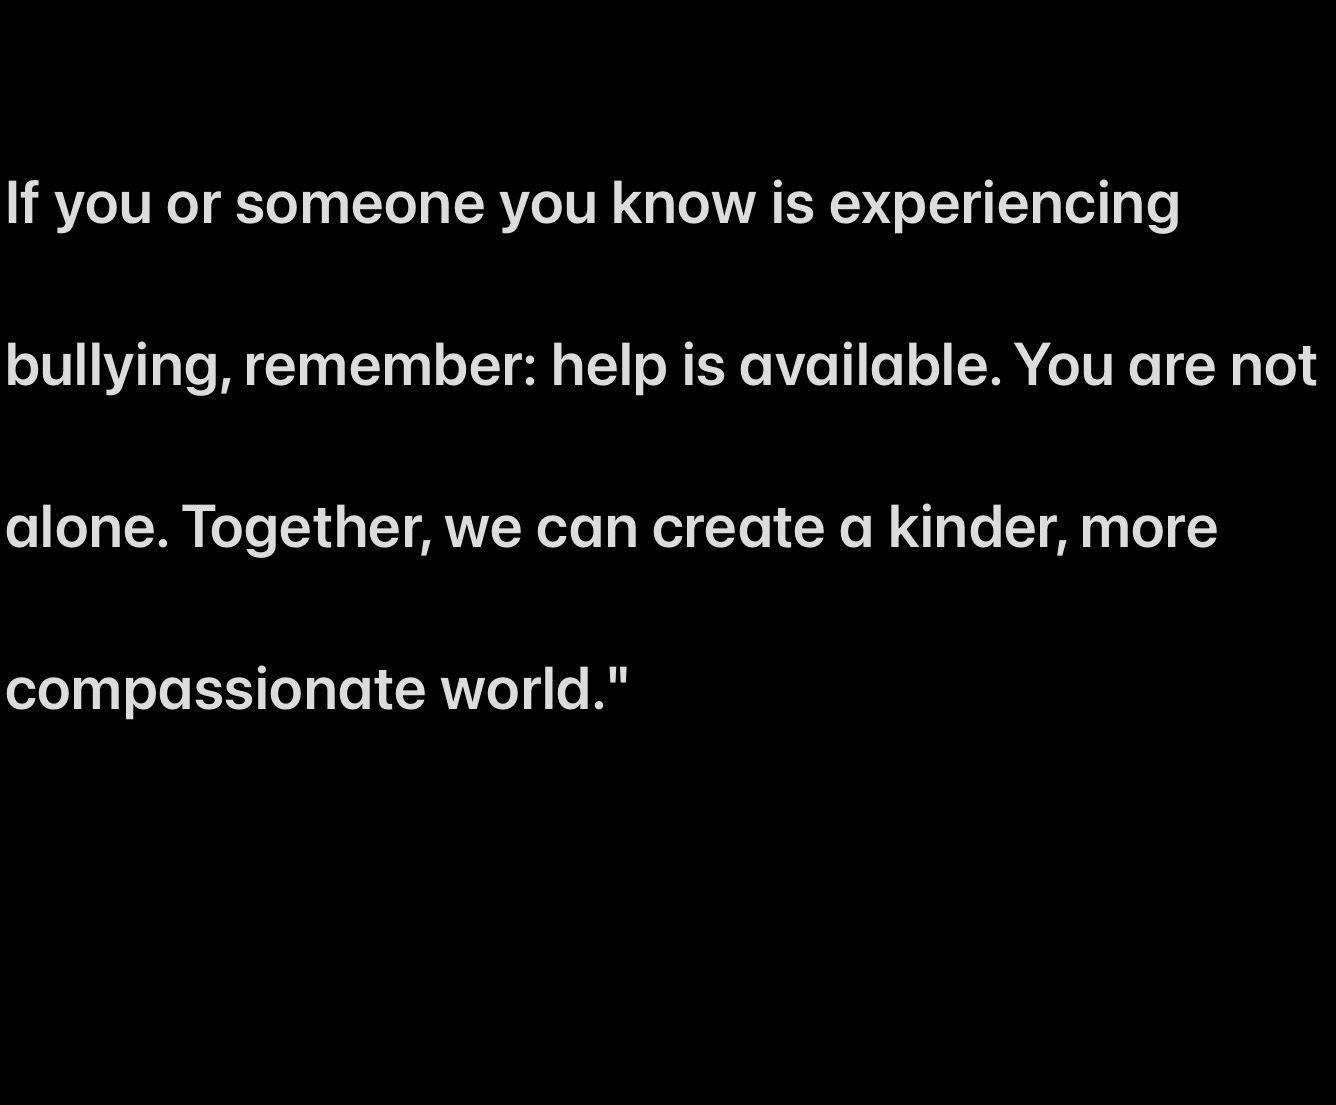 If you or someone you know is experiencing
bullying, remember: help is available. You are not
alone. Together, we can create a kinder, more
compassionate world."